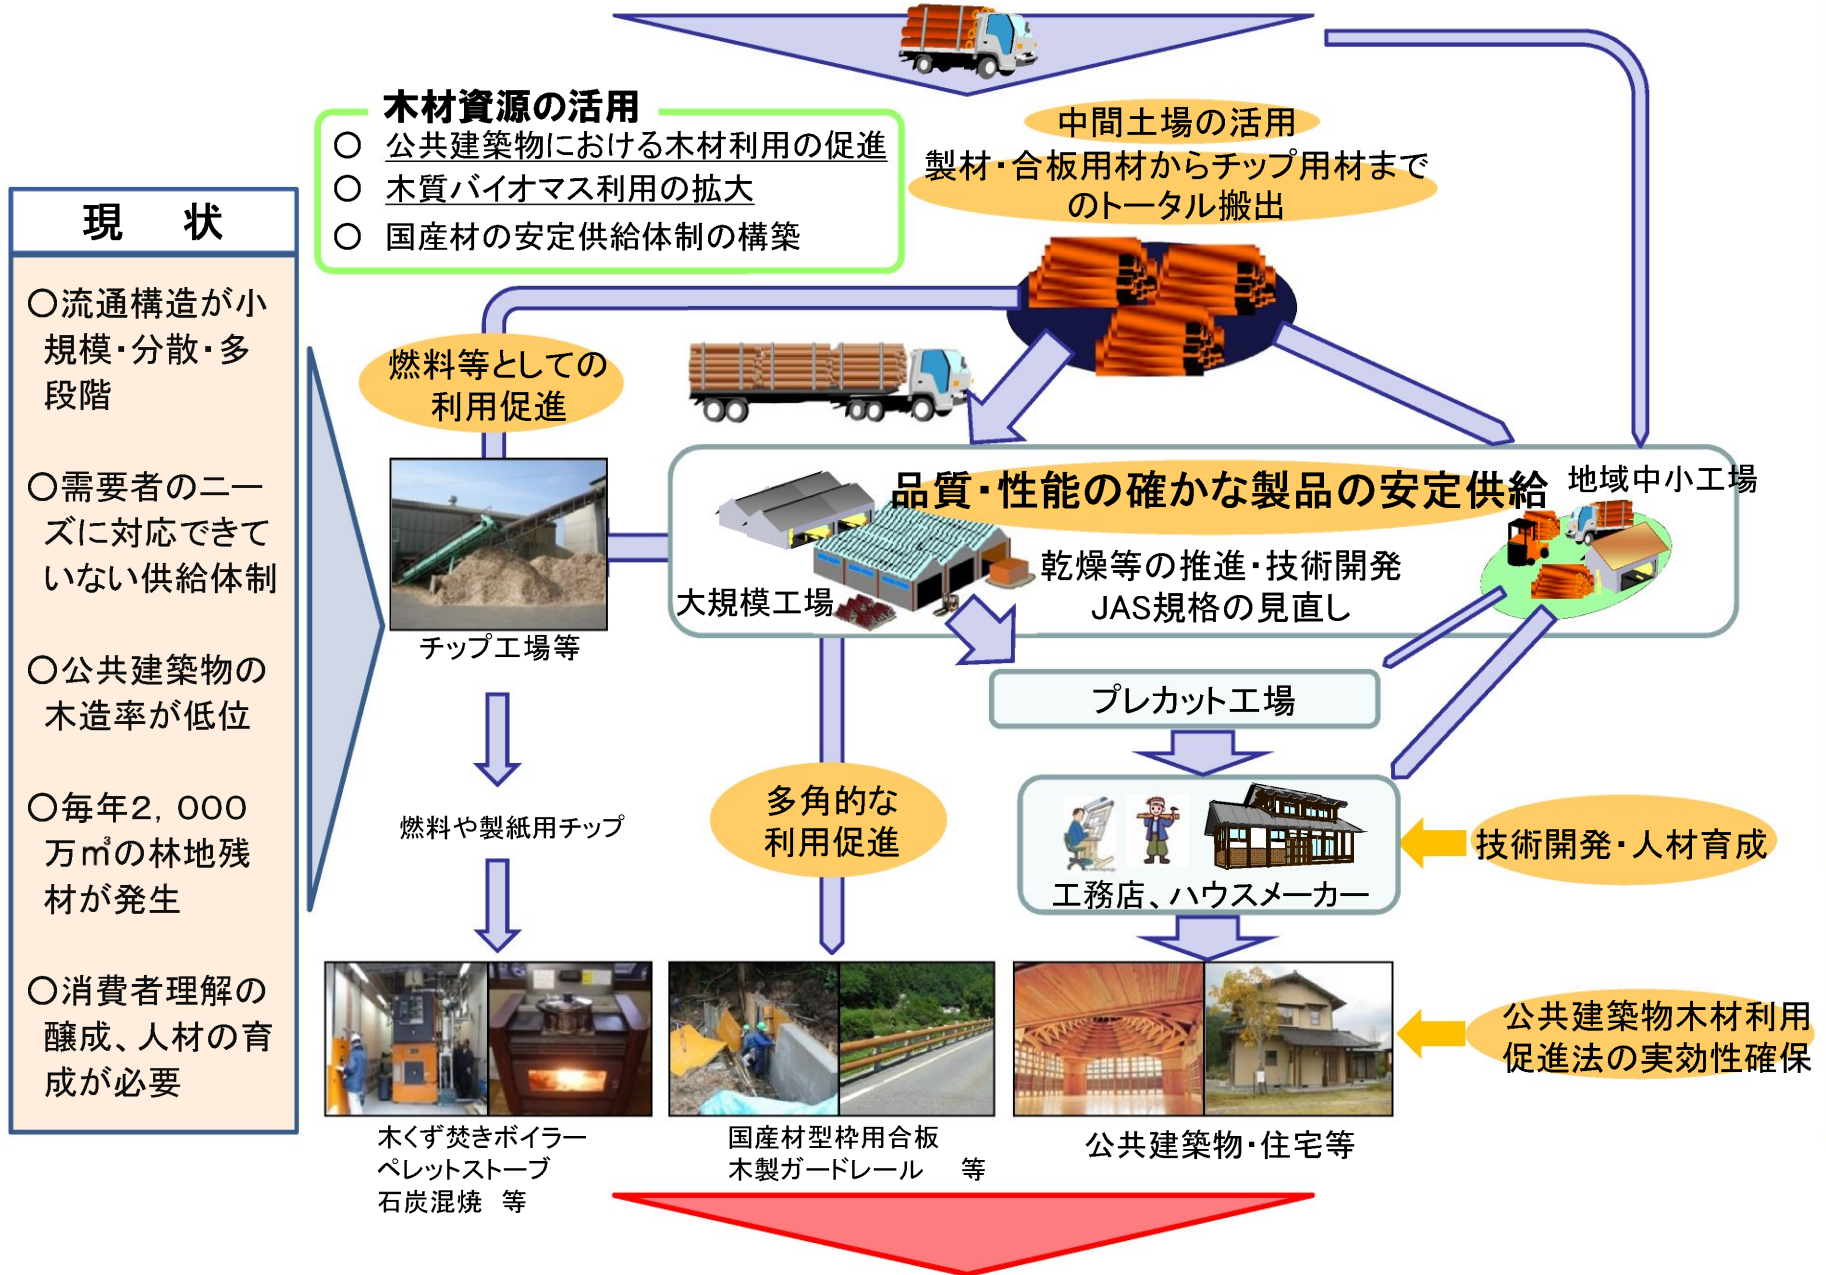 木材資源の活用
○ 公共建築物における木材利用の促進
○ 木質バイオマス利用の拡大
○ 国産材の安定供給体制の構築
中間土場の活用
製材・合板用材からチップ用材まで
のトータル搬出
現 状
○流通構造が小
規模・分散・多
段階
○需要者のニー
ズに対応できて
いない供給体制
○公共建築物の
木造率が低位
○毎年2,000
万㎥の林地残
材が発生
○消費者理解の
醸成、人材の育
成が必要
燃料等としての
利用促進
品質・性能の確かな製品の安定供給
地域中小工場
乾燥等の推進・技術開発
JAS規格の見直し
大規模工場
チップ工場等
プレカット工場
燃料や製紙用チップ
多角的な
利用促進
工務店、ハウスメーカー
技術開発・人材育成
公共建築物木材利用
促進法の実効性確保
木くず焚きボイラー
ペレットストーブ
石炭混焼 等
国産材型枠用合板
木製ガードレール 等
公共建築物・住宅等